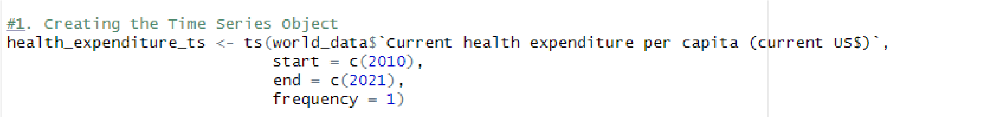 #1. Creating the Time Series Object
health_expenditure_ts <- ts(world_data$`Current health expenditure per capita (current US$)`,
start = c(2010),
end = c(2021),
frequency = 1)